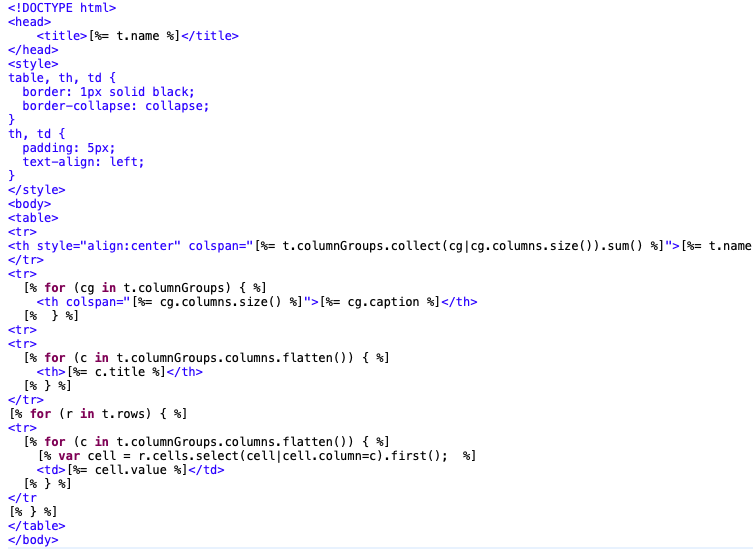 <!DOCTYPE html>
<head>
    <title>[%= t.name %]</title>
</head>
<style>
table, th, td {
  border: 1px solid black;
  border-collapse: collapse;
}
th, td {
  padding: 5px;
  text-align: left;
}
</style>
<body>
<table>
<tr>
<th style="align:center" colspan="[%= t.columnGroups.collect(cg|cg.columns.size()).sum() %]">[%= t.name
</tr>
<tr>
  [% for (cg in t.columnGroups) { %]
    <th colspan="[%= cg.columns.size() %]">[%= cg.caption %]</th>
  [%  } %]
<tr>
<tr>
  [% for (c in t.columnGroups.columns.flatten()) { %]
    <th>[%= c.title %]</th>
  [% } %]
</tr>
[% for (r in t.rows) { %]
<tr>
  [% for (c in t.columnGroups.columns.flatten()) { %]
    [% var cell = r.cells.select(cell|cell.column=c).first();  %]
    <td>[%= cell.value %]</td>
  [% } %]
</tr
[% } %]
</table>
</body>